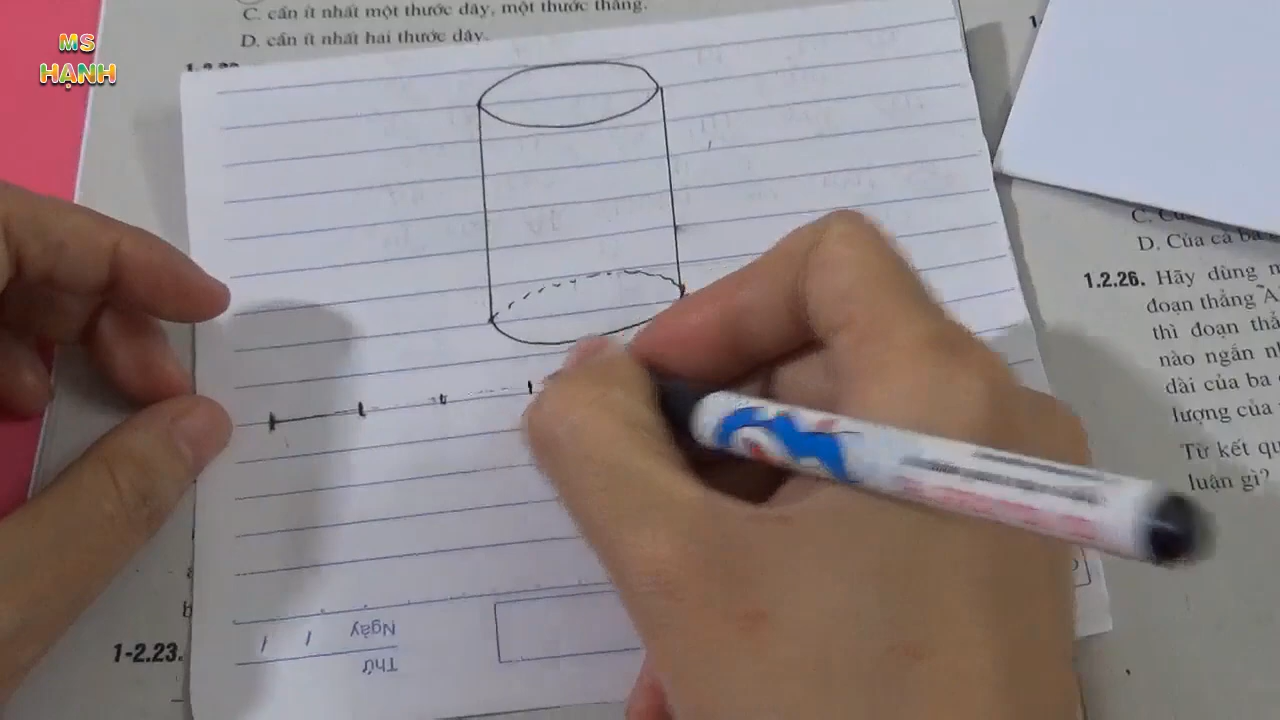 MS
HẠNH
C. cần ít nhất một thước dây, một thước thẳng.
D. cần ít nhất hai thước dây.
D. Của cả ba
1.2.26. Hãy dùng
đoạn thẳng
thì đoạn
nào ngắn
dài của ba
lượng của
Từ kết
luận gì?
1-2.23.
Ngày / /
Thứ